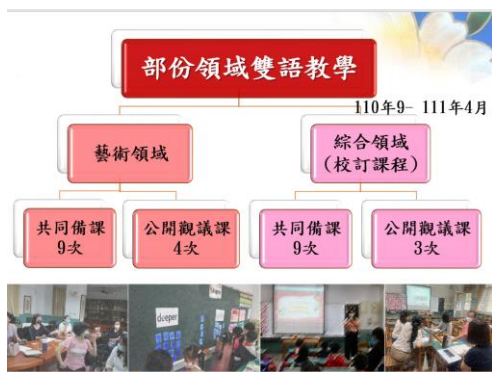 部份領域雙語教學
110年9- 111年4月
藝術領域
綜合領域
(校訂課程)
共同備課
9次
公開觀議課
4次
共同備課
9次
公開觀議課
3次
deeper